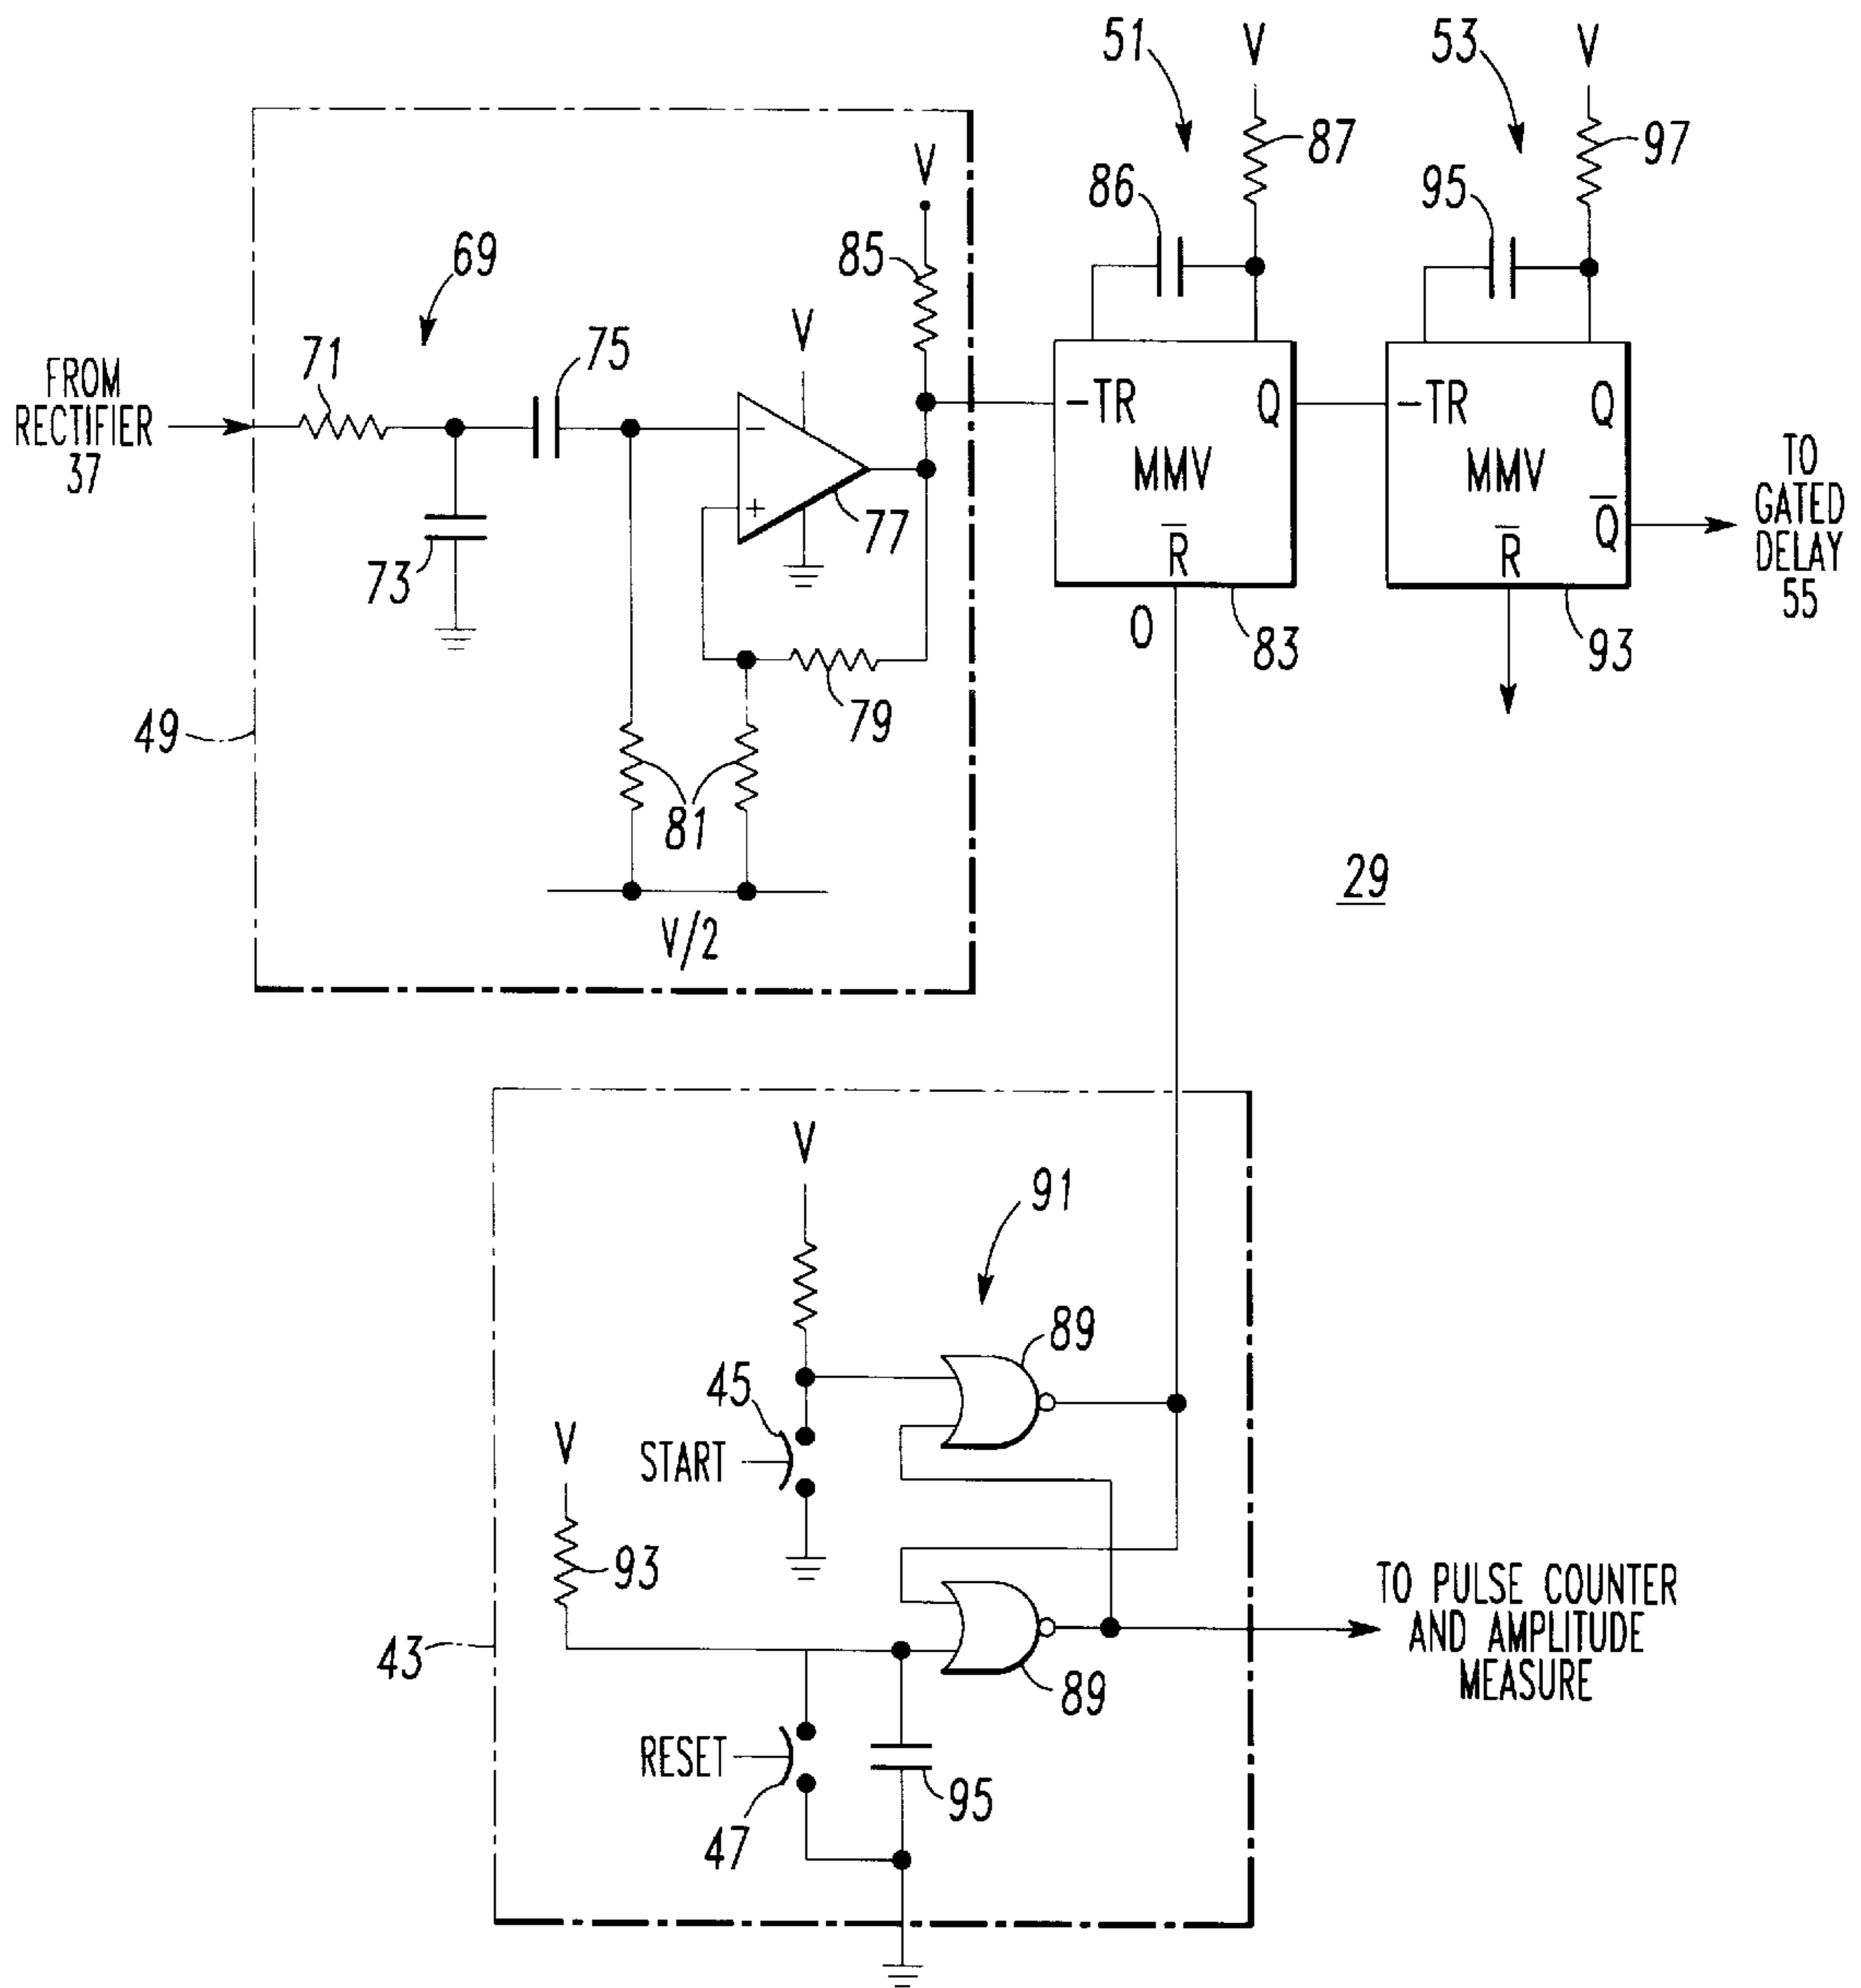 51
V
53
V
87
97
86
95
V
85
69
V
71
75
FROM
RECTIFIER
37
−
+
77
73
79
81
V/2
49
−TR
Q
MMV
R̅
O
83
−TR
Q
MMV
Q̅
R̅
93
TO
GATED
DELAY
55
29
V
91
89
45
START
V
93
43
89
RESET
47
95
TO PULSE COUNTER
AND AMPLITUDE
MEASURE